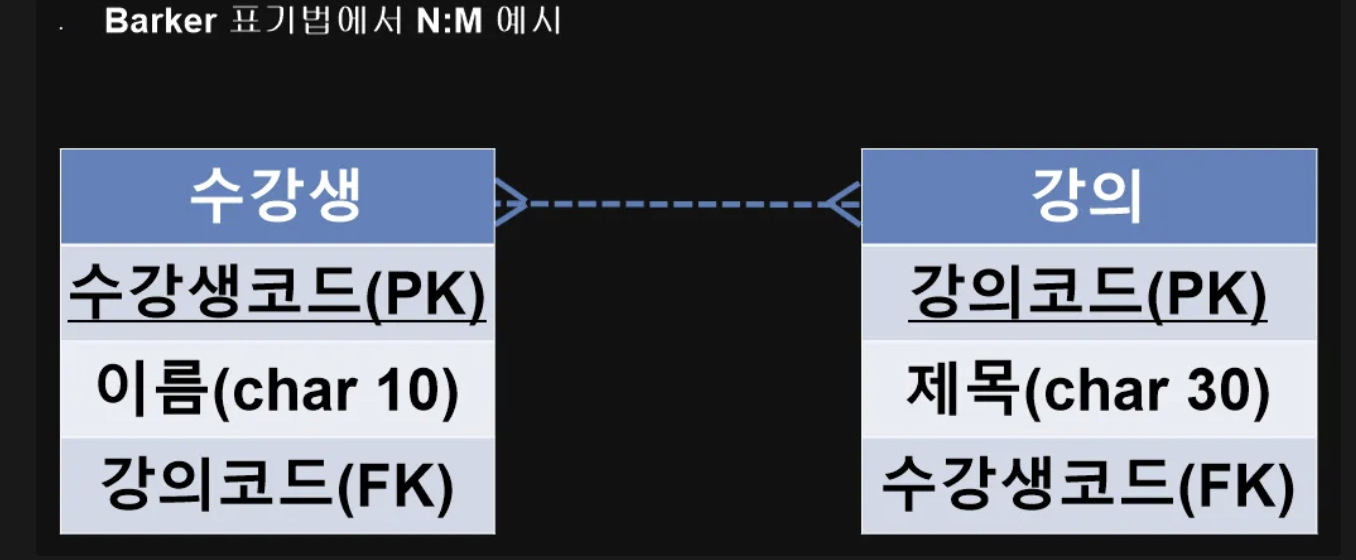 . Barker 표기법에서 N:M 예시
수강생
수강생코드(PK)
이름(char 10)
강의코드(FK)
강의
강의코드(PK)
제목(char 30)
수강생코드(FK)